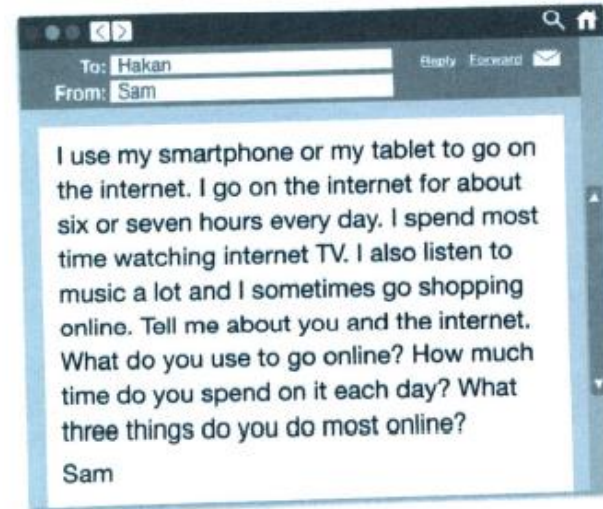 To: Hakan
Reply Forward
From: Sam
I use my smartphone or my tablet to go on
the internet. I go on the internet for about
six or seven hours every day. I spend most
time watching internet TV. I also listen to
music a lot and I sometimes go shopping
online. Tell me about you and the internet.
What do you use to go online? How much
time do you spend on it each day? What
three things do you do most online?
Sam